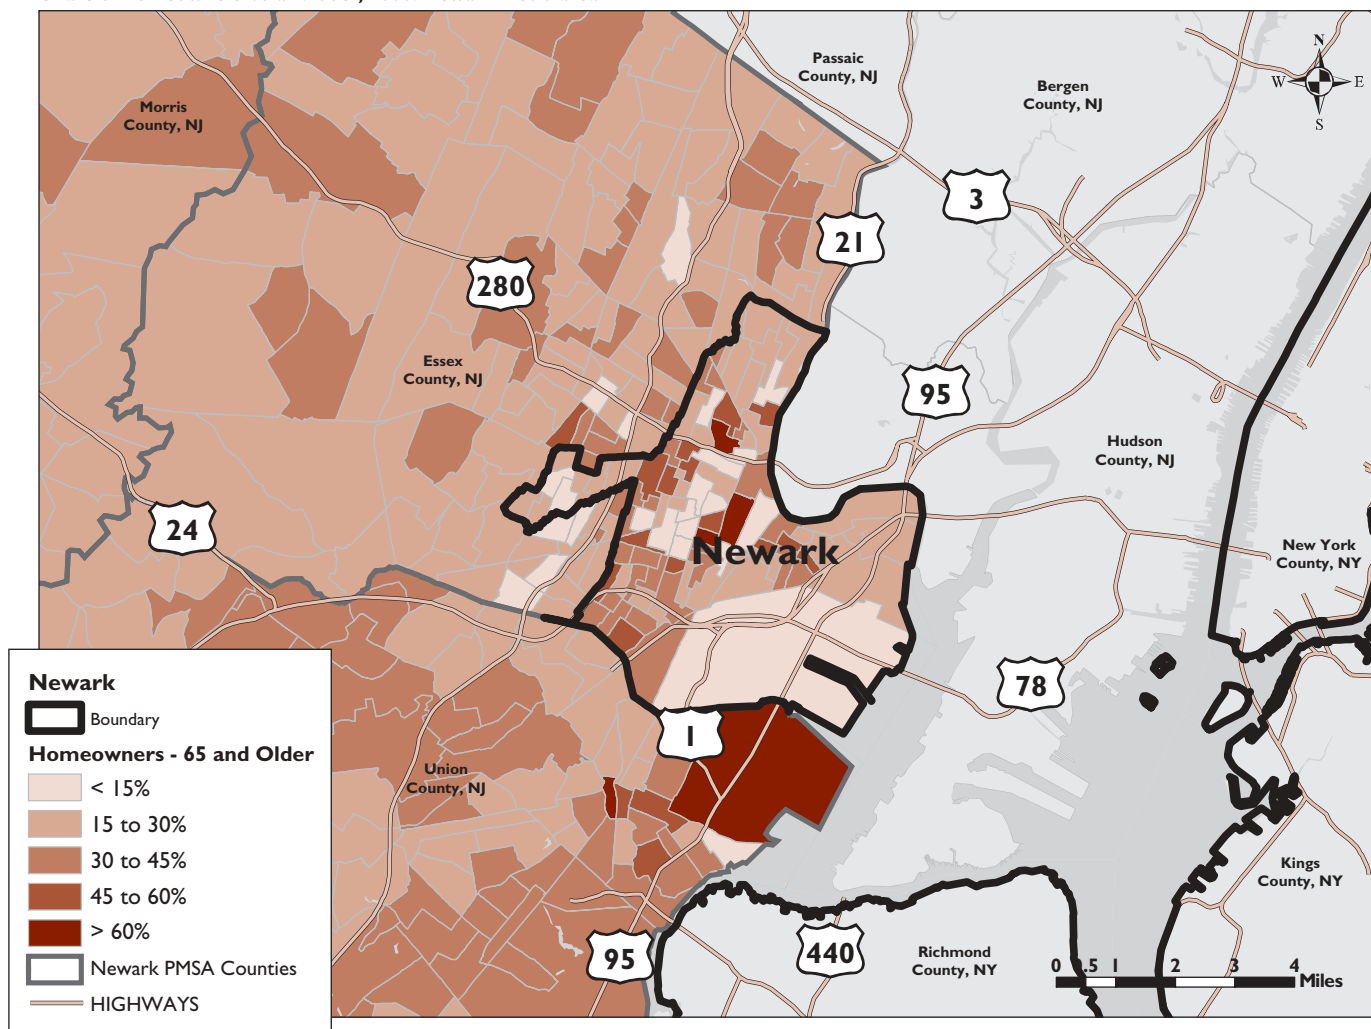 Passaic
County, NJ
Bergen
County, NJ
N
W
E
S
Morris
County, NJ
3
21
280
Essex
County, NJ
95
Hudson
County, NJ
24
Newark
New York
County, NY
78
1
Union
County, NJ
Kings
County, NY
95
440
Richmond
County, NY
0 .5 1 2 3 4
Miles
Newark
Boundary
Homeowners - 65 and Older
< 15%
15 to 30%
30 to 45%
45 to 60%
> 60%
Newark PMSA Counties
HIGHWAYS